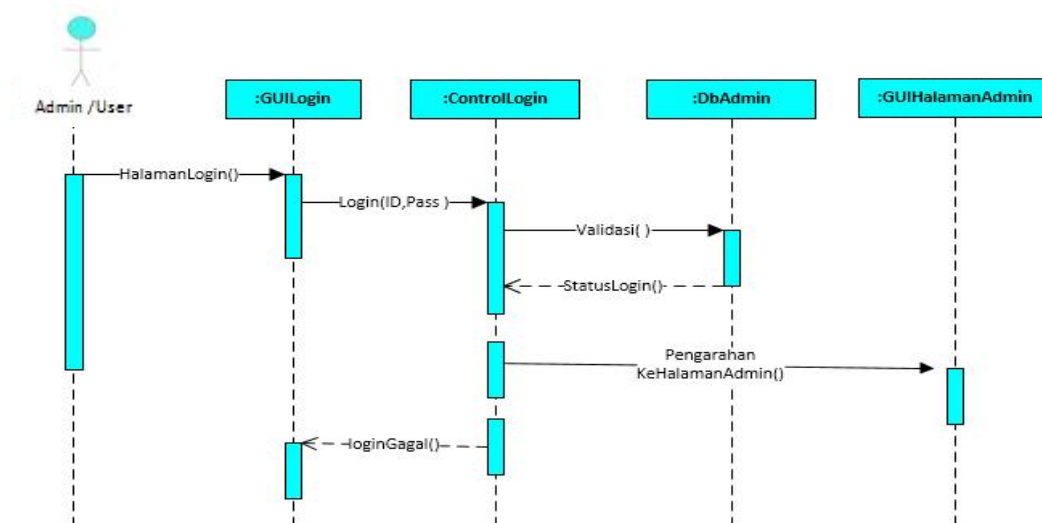 Admin /User
:GUILogin
:ControlLogin
:DbAdmin
:GUIHalamanAdmin
HalamanLogin()
Login(ID,Pass )
Validasi( )
StatusLogin()
Pengarahan
KeHalamanAdmin()
loginGagal()